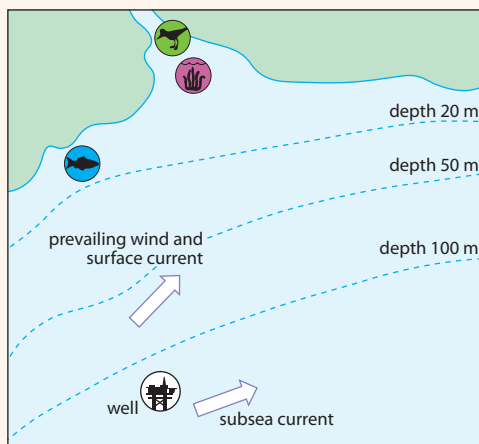 depth 20 m
depth 50 m
prevailing wind and
surface current
depth 100 m
well
subsea current